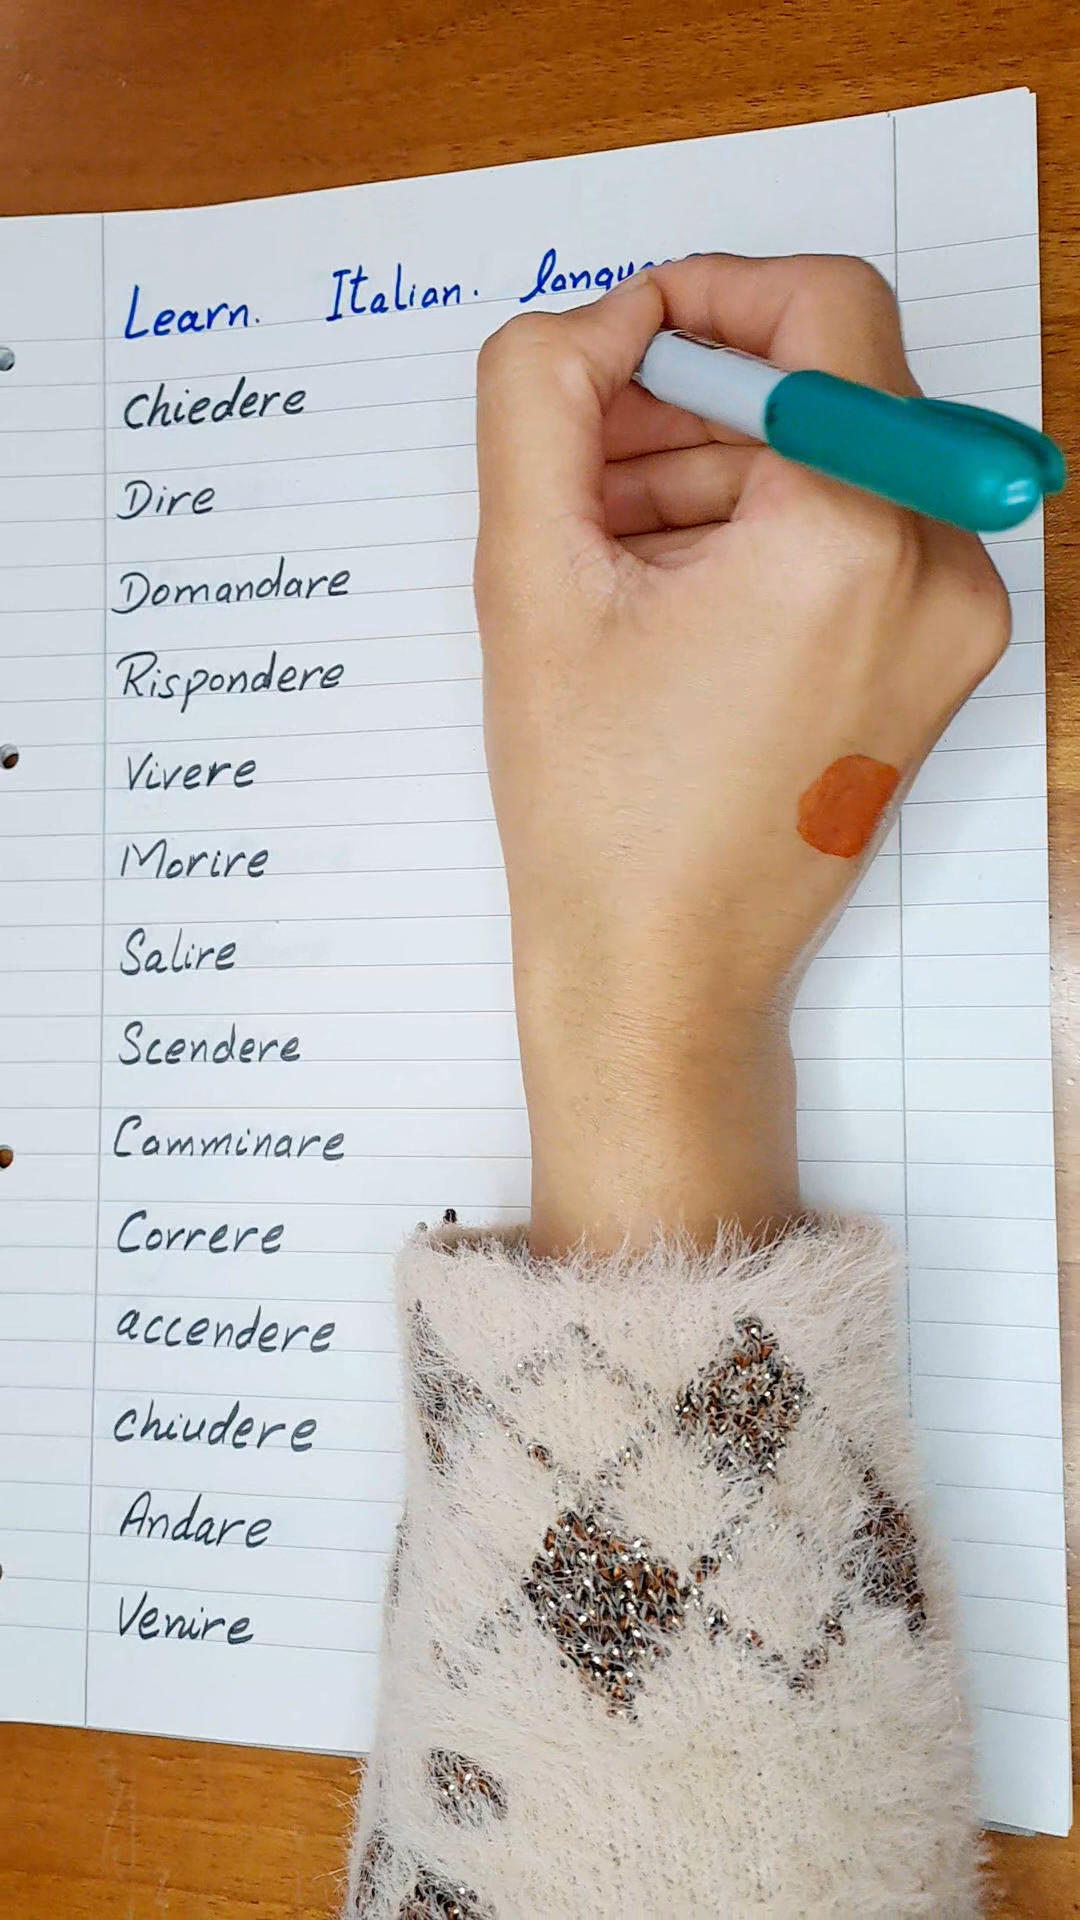 Learn. Italian.
Chiedere
Dire
Domandare
Rispondere
Vivere
Morire
Salire
Scendere
Camminare
Correre
accendere
chiudere
Andare
Venire